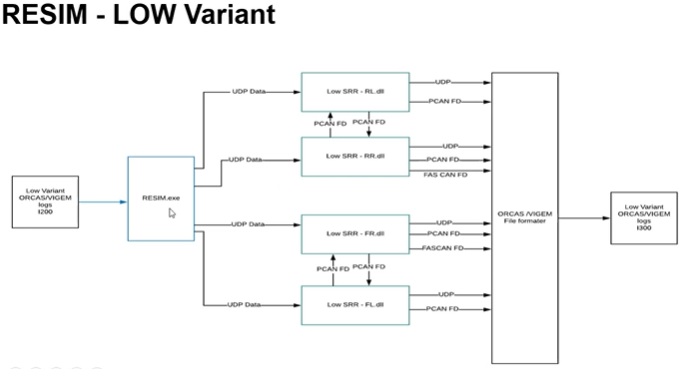 RESIM - LOW Variant
Low Variant
ORCAS/VIGEM
logs
I200
RESIM.exe
UDP Data
UDP Data
UDP Data
UDP Data
Low SRR - RL.dll
PCAN FD
PCAN FD
Low SRR - RR.dll
Low SRR - FR.dll
PCAN FD
PCAN FD
Low SRR - FL.dll
UDP
PCAN FD
UDP
PCAN FD
FAS CAN FD
UDP
PCAN FD
FASCAN FD
UDP
PCAN FD
ORCAS /VIGEM
File formater
Low Variant
ORCAS/VIGEM
logs
I300